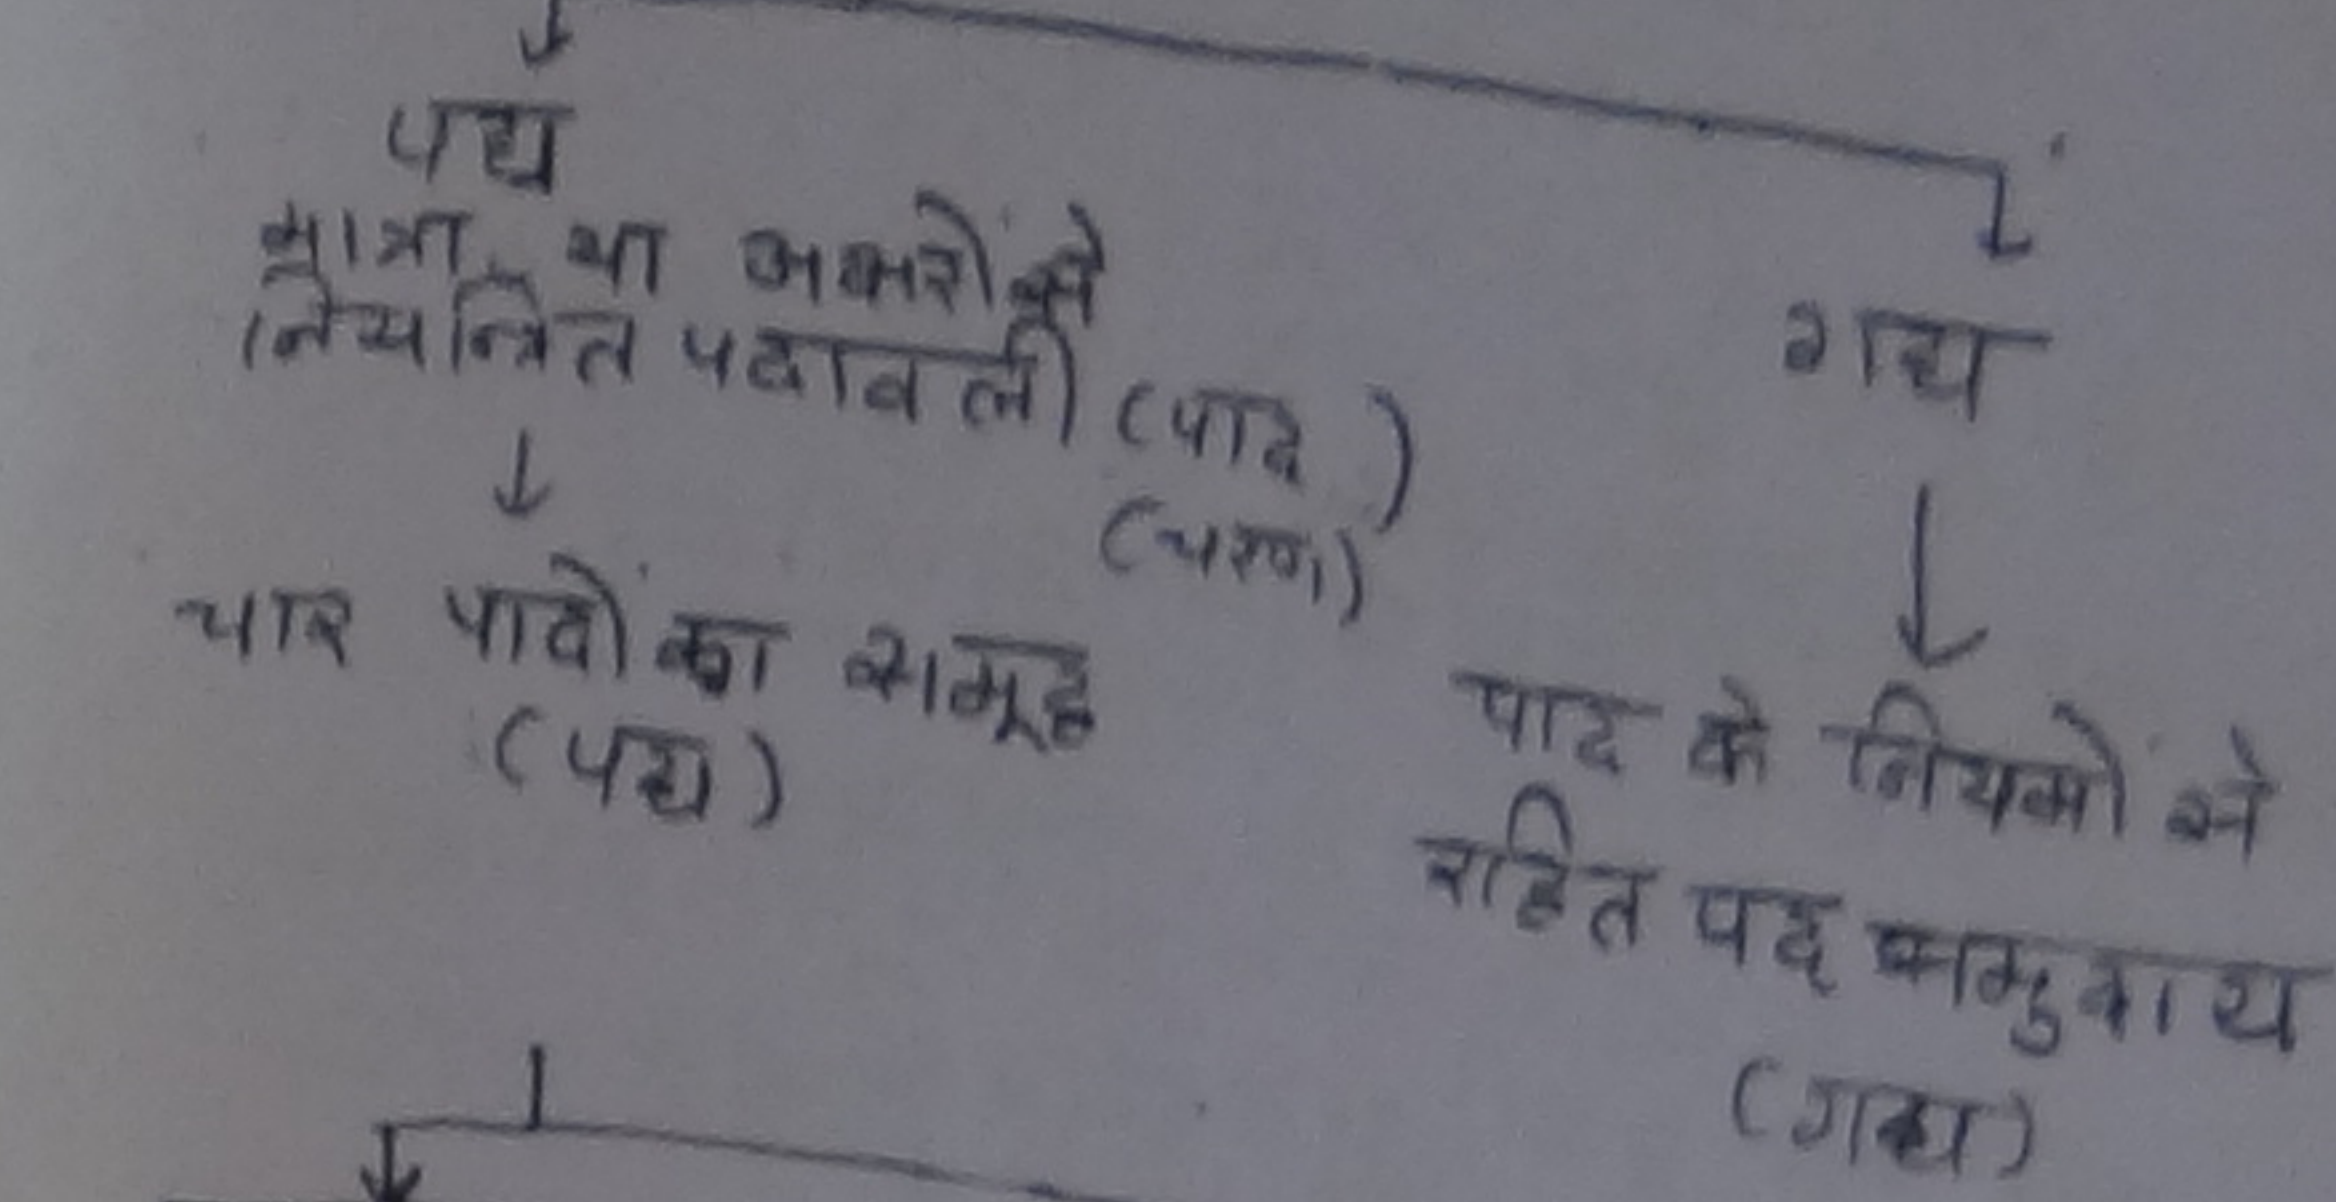 पद्य
मात्रा या अक्षरों से
नियन्त्रित पदावली (पाद)
(चरण)
चार पादों का समूह
(पद्य)
गद्य
पाद के नियमों से
रहित पद समुदाय
(गद्य)